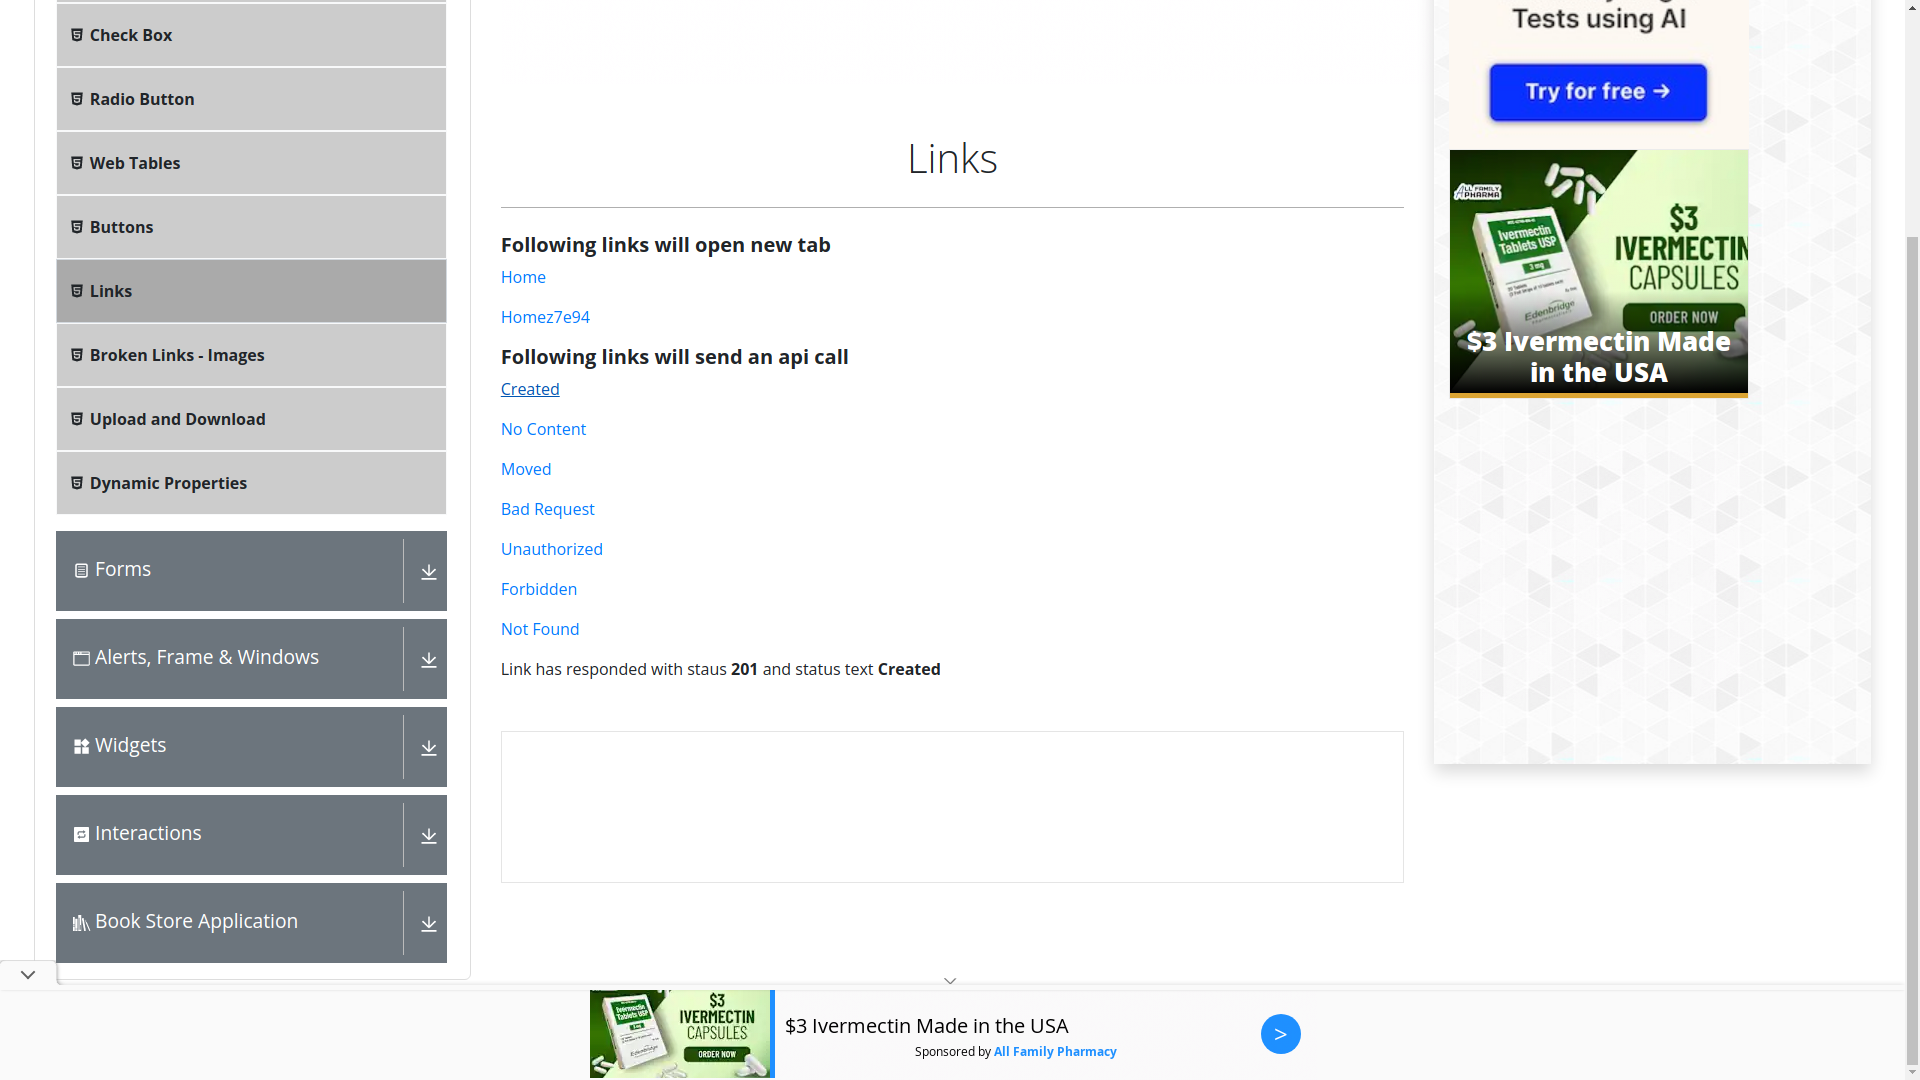 Check Box
Radio Button
Web Tables
Buttons
Links
Broken Links - Images
Upload and Download
Dynamic Properties
Forms
Alerts, Frame & Windows
Widgets
Interactions
Book Store Application
Links
Following links will open new tab
Home
Homez7e94
Following links will send an api call
Created
No Content
Moved
Bad Request
Unauthorized
Forbidden
Not Found
Link has responded with staus 201 and status text Created
Tests using AI
Try for free →
ALL FAMILY
PHARMA
Ivermectin
Tablets USP
3 mg
Edenbridge
$3
IVERMECTIN
CAPSULES
ORDER NOW
$3 Ivermectin Made
in the USA
Ivermectin
Tablets USP
$3
IVERMECTIN
CAPSULES
ORDER NOW
$3 Ivermectin Made in the USA
Sponsored by All Family Pharmacy
>